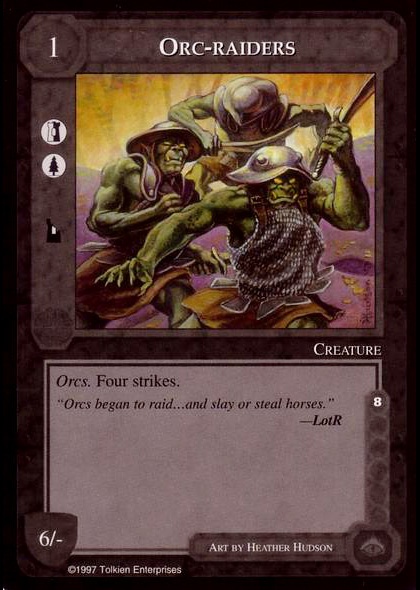 1
ORC-RAIDERS
CREATURE
Orcs. Four strikes.
“Orcs began to raid...and slay or steal horses.”
—LotR
8
6/-
ART BY HEATHER HUDSON
©1997 Tolkien Enterprises